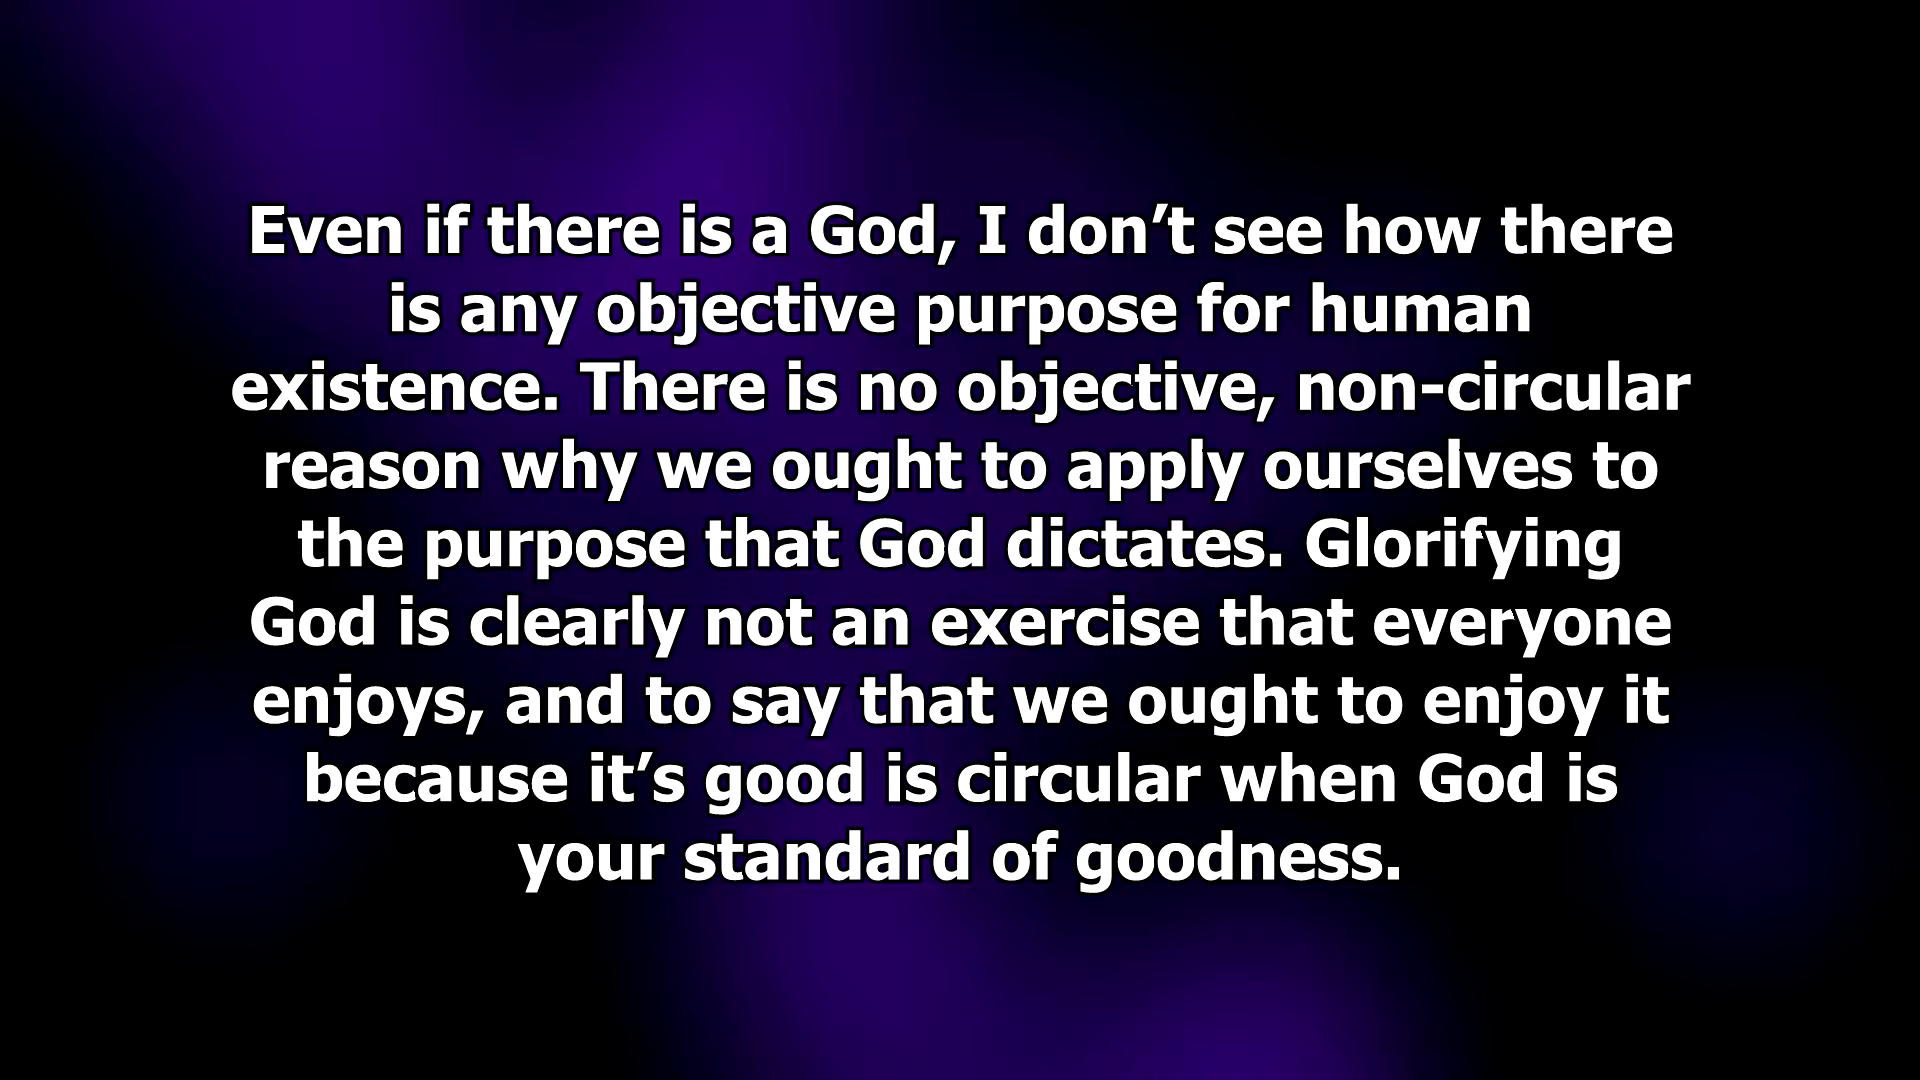 Even if there is a God, I don’t see how there
is any objective purpose for human
existence. There is no objective, non-circular
reason why we ought to apply ourselves to
the purpose that God dictates. Glorifying
God is clearly not an exercise that everyone
enjoys, and to say that we ought to enjoy it
because it’s good is circular when God is
your standard of goodness.